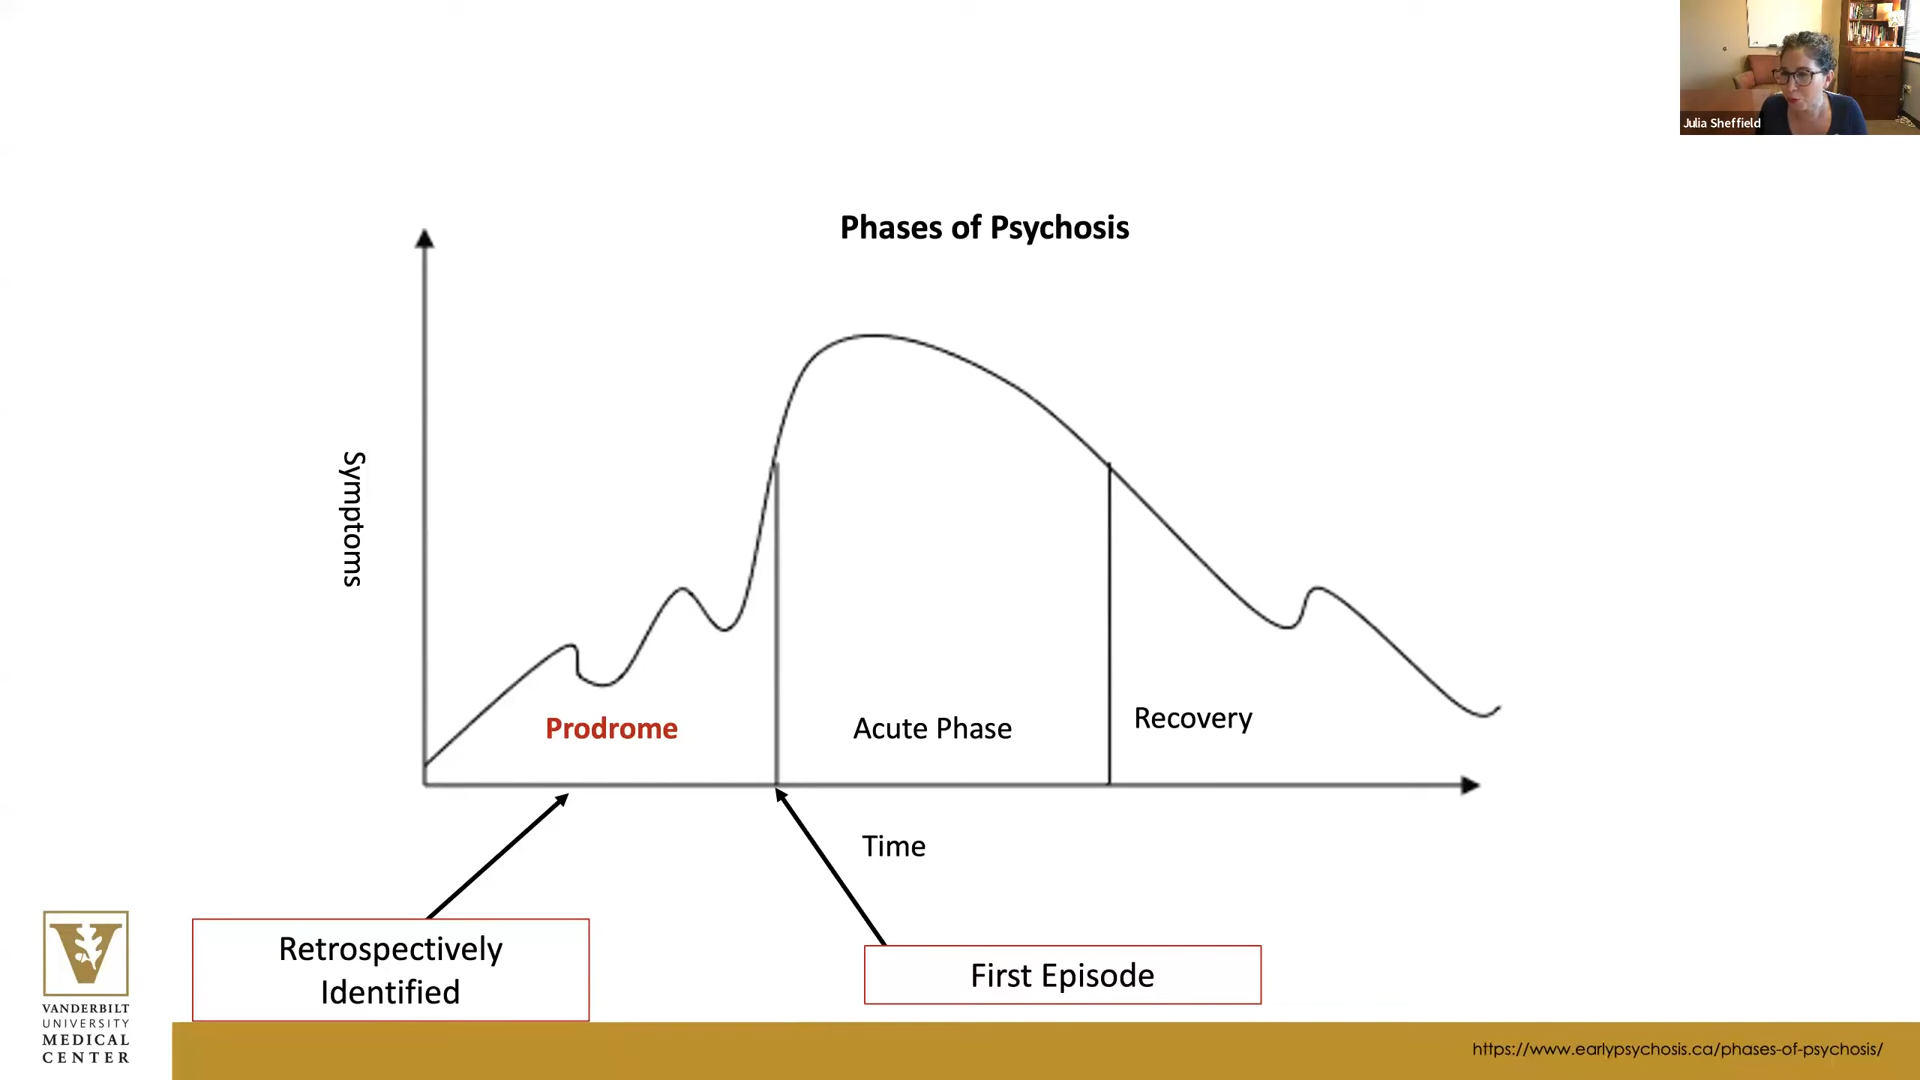 Julia Sheffield
Phases of Psychosis
Symptoms
Prodrome
Acute Phase
Recovery
Time
Retrospectively
Identified
First Episode
V
VANDERBILT
UNIVERSITY
MEDICAL
CENTER
https://www.earlypsychosis.ca/phases-of-psychosis/